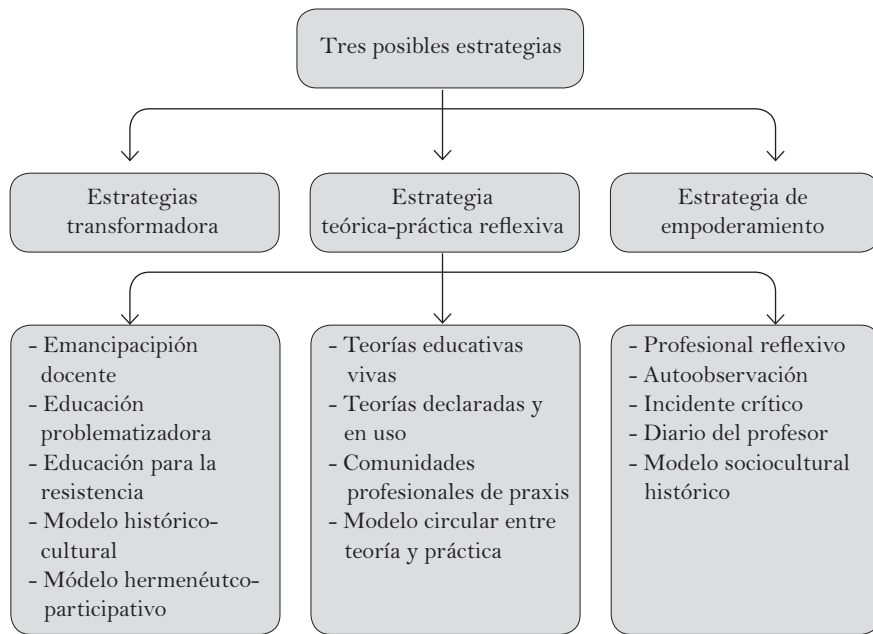 Tres posibles estrategias
Estrategias
transformadora
Estrategia
teórica-práctica reflexiva
Estrategia de
empoderamiento
- Emancipacipión
docente
- Educación
problematizadora
- Educación para la
resistencia
- Modelo histórico-
cultural
- Módelo hermenéutco-
participativo
- Teorías educativas
vivas
- Teorías declaradas y
en uso
- Comunidades
profesionales de praxis
- Modelo circular entre
teoría y práctica
- Profesional reflexivo
- Autoobservación
- Incidente crítico
- Diario del profesor
- Modelo sociocultural
histórico